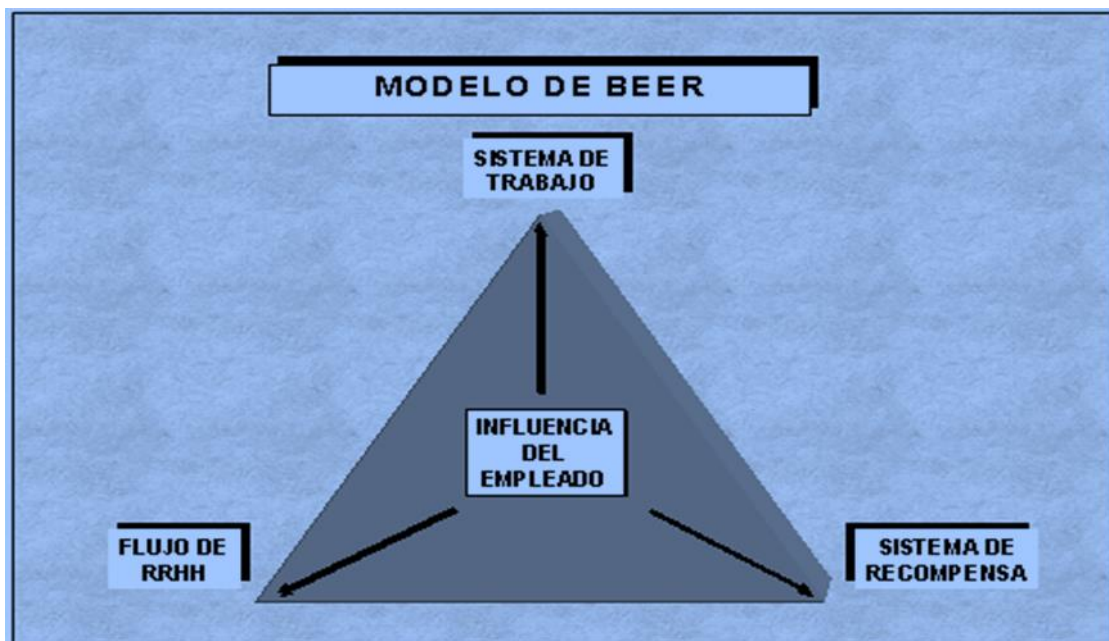 MODELO DE BEER
SISTEMA DE
TRABAJO
INFLUENCIA
DEL
EMPLEADO
FLUJO DE
RRHH
SISTEMA DE
RECOMPENSA